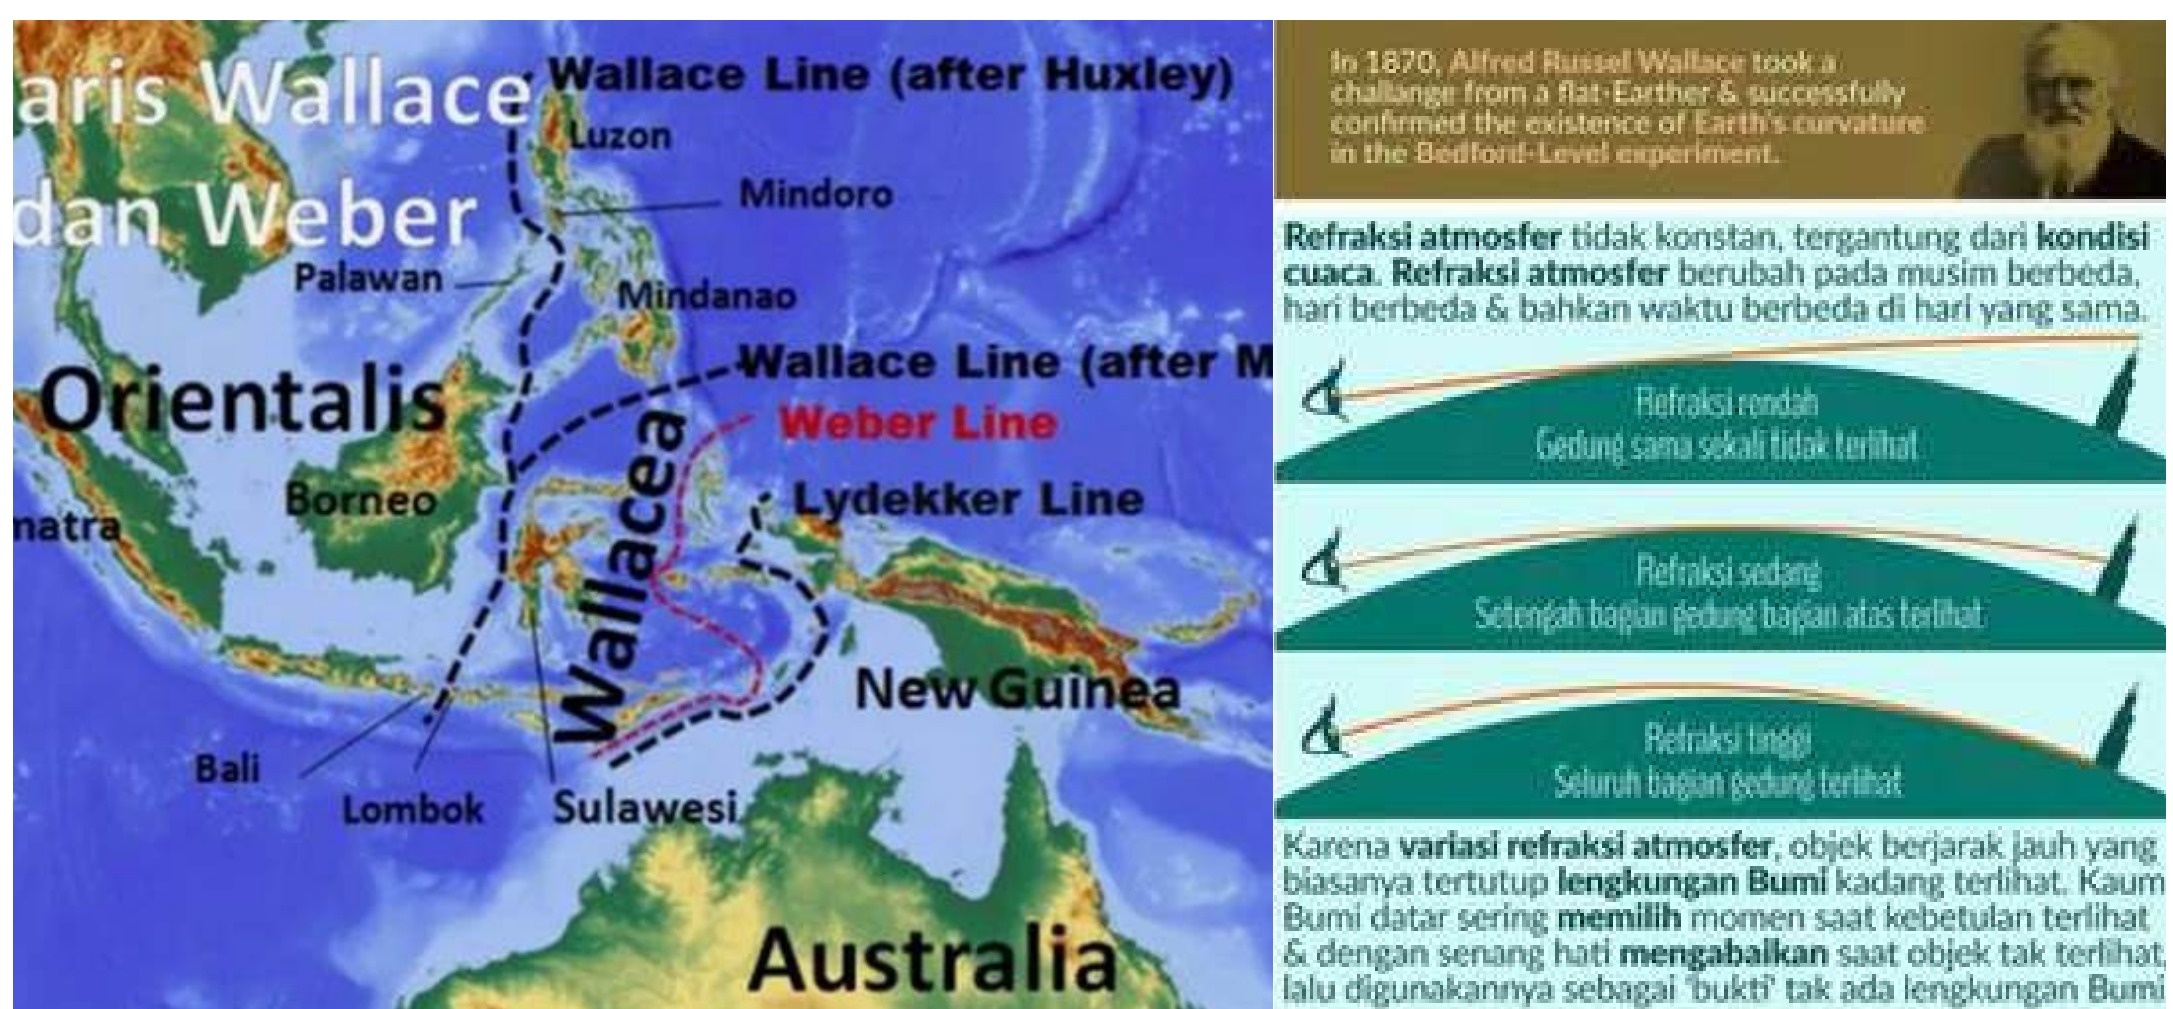 aris Wallace
dan Weber
Wallace Line (after Huxley)
Luzon
Mindoro
Palawan
Mindanao
Wallace Line (after M
Orientalis
Weber Line
Wallacea
Lydekker Line
Borneo
matra
New Guinea
Bali
Lombok
Sulawesi
Australia
In 1870, Alfred Russel Wallace took a
challange from a flat-Earther & successfully
confirmed the existence of Earth's curvature
in the Bedford-Level experiment.
Refraksi atmosfer tidak konstan, tergantung dari kondisi
cuaca. Refraksi atmosfer berubah pada musim berbeda,
hari berbeda & bahkan waktu berbeda di hari yang sama.
Refraksi rendah
Gedung sama sekali tidak terlihat
Refraksi sedang
Setengah bagian gedung bagian atas terlihat
Refraksi tinggi
Seluruh bagian gedung terlihat
Karena variasi refraksi atmosfer, objek berjarak jauh yang
biasanya tertutup lengkungan Bumi kadang terlihat. Kaum
Bumi datar sering memilih momen saat kebetulan terlihat
& dengan senang hati mengabaikan saat objek tak terlihat,
lalu digunakannya sebagai 'bukti' tak ada lengkungan Bumi